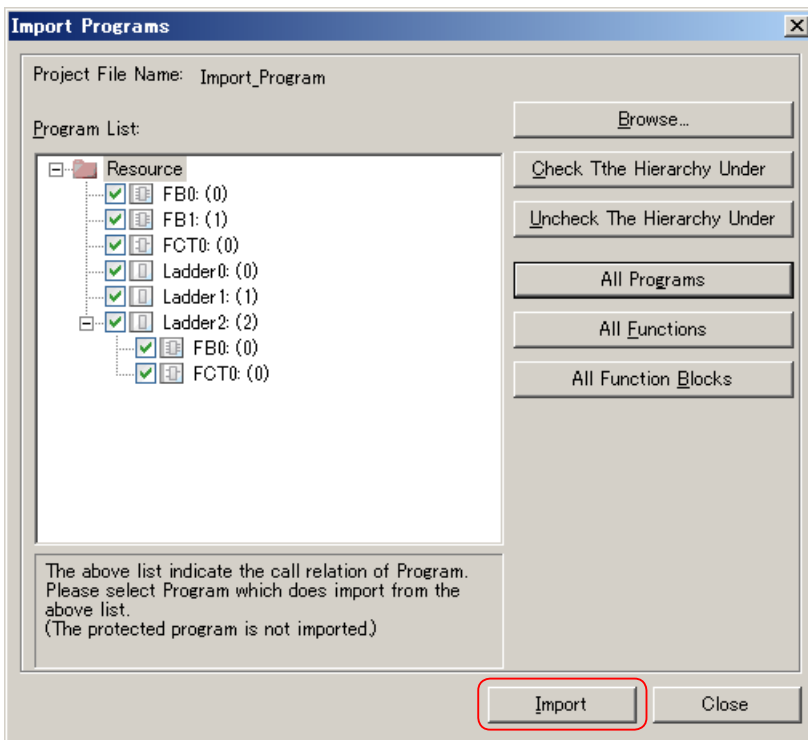 Import Programs
Project File Name: Import_Program
Program List:
Resource
FB0: (0)
FB1: (1)
FCT0: (0)
Ladder0: (0)
Ladder1: (1)
Ladder2: (2)
FB0: (0)
FCT0: (0)
The above list indicate the call relation of Program.
Please select Program which does import from the
above list.
(The protected program is not imported.)
Browse...
Check Tthe Hierarchy Under
Uncheck The Hierarchy Under
All Programs
All Functions
All Function Blocks
Import
Close